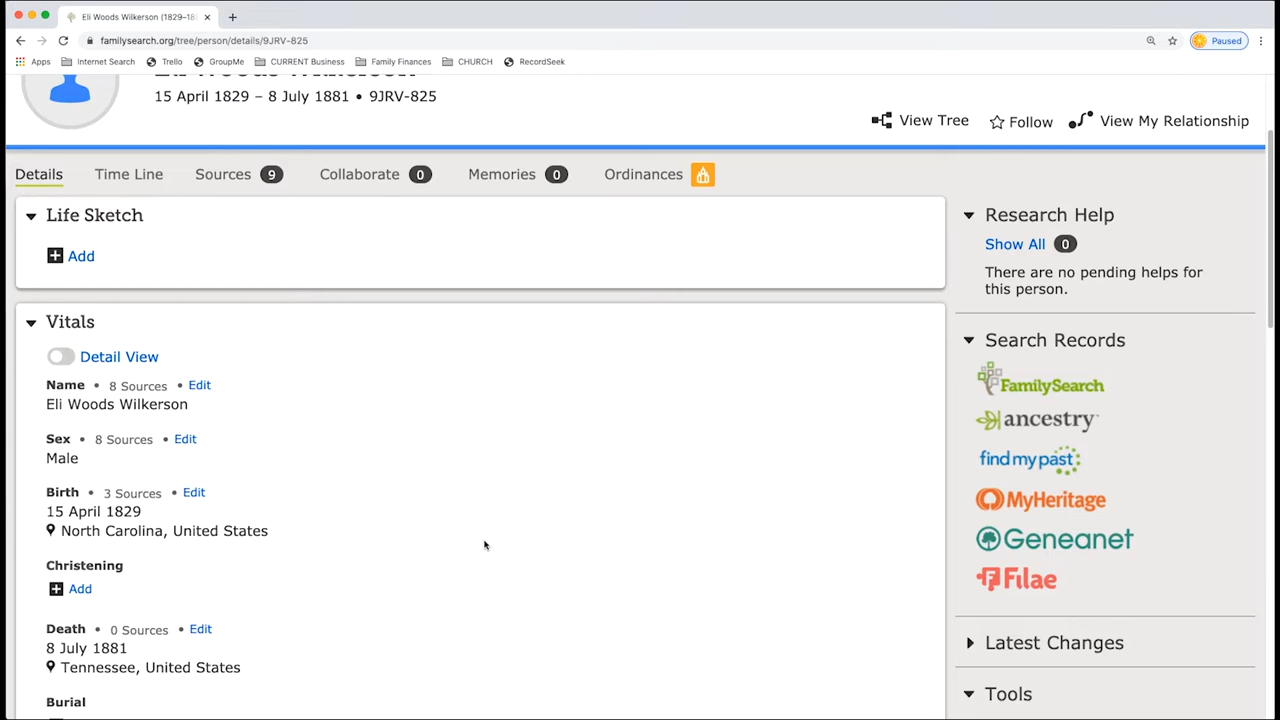 Eli Woods Wilkerson (1829–18
familysearch.org/tree/person/details/9JRV-825
Paused
Apps
Internet Search
Trello
GroupMe
CURRENT Business
Family Finances
CHURCH
RecordSeek
Eli Woods Wilkerson
15 April 1829 – 8 July 1881 • 9JRV-825
View Tree
Follow
View My Relationship
Details
Time Line
Sources 9
Collaborate 0
Memories 0
Ordinances
Life Sketch
Add
Vitals
Detail View
Name • 8 Sources • Edit
Eli Woods Wilkerson
Sex • 8 Sources • Edit
Male
Birth • 3 Sources • Edit
15 April 1829
North Carolina, United States
Christening
Add
Death • 0 Sources • Edit
8 July 1881
Tennessee, United States
Burial
Research Help
Show All 0
There are no pending helps for
this person.
Search Records
FamilySearch
ancestry
findmypast
MyHeritage
Geneanet
Filae
Latest Changes
Tools